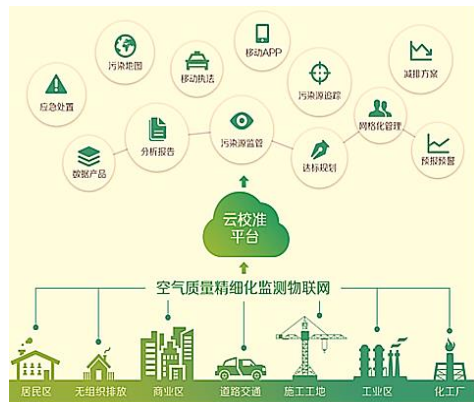 移动APP
污染地图
移动执法
减排方案
应急处置
污染源追踪
分析报告
污染源监管
网格化管理
数据产品
达标规划
预报预警
云校准
平台
空气质量精细化监测物联网
居民区
无组织排放
商业区
道路交通
施工工地
工业区
化工厂